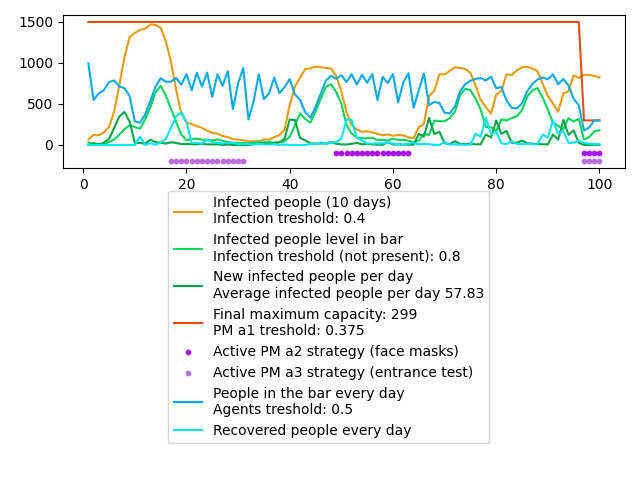 1500
1000
500
0
0
20
40
60
80
100
Infected people (10 days)
Infection treshold: 0.4
Infected people level in bar
Infection treshold (not present): 0.8
New infected people per day
Average infected people per day 57.83
Final maximum capacity: 299
PM a1 treshold: 0.375
Active PM a2 strategy (face masks)
Active PM a3 strategy (entrance test)
People in the bar every day
Agents treshold: 0.5
Recovered people every day